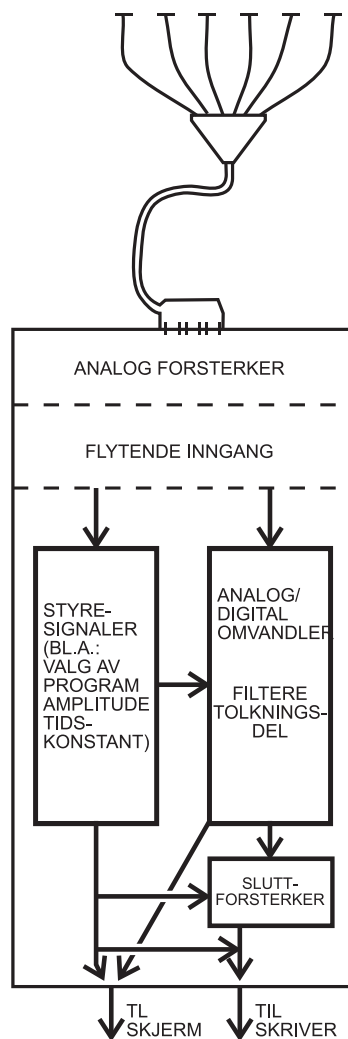 ANALOG FORSTERKER
FLYTENDE INNGANG
STYRE-
SIGNALER
(BL.A.:
VALG AV
PROGRAM
AMPLITUDE
TIDS-
KONSTANT)
ANALOG/
DIGITAL
OMVANDLER
FILTERE
TOLKNINGS-
DEL
SLUTT-
FORSTERKER
TL
SKJERM
TIL
SKRIVER